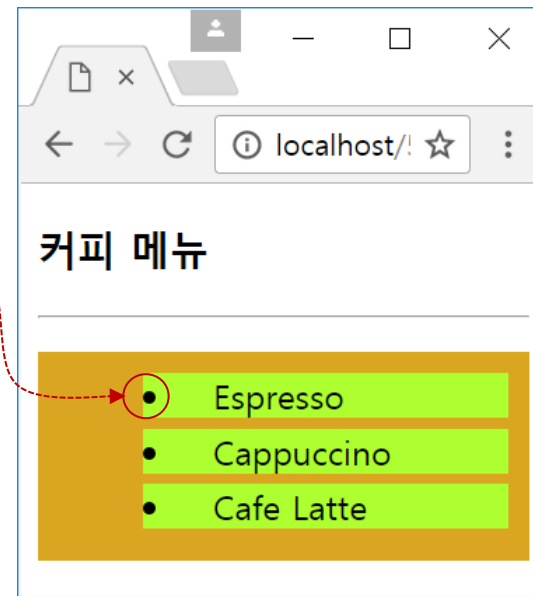 localhost/
커피 메뉴
Espresso
Cappuccino
Cafe Latte